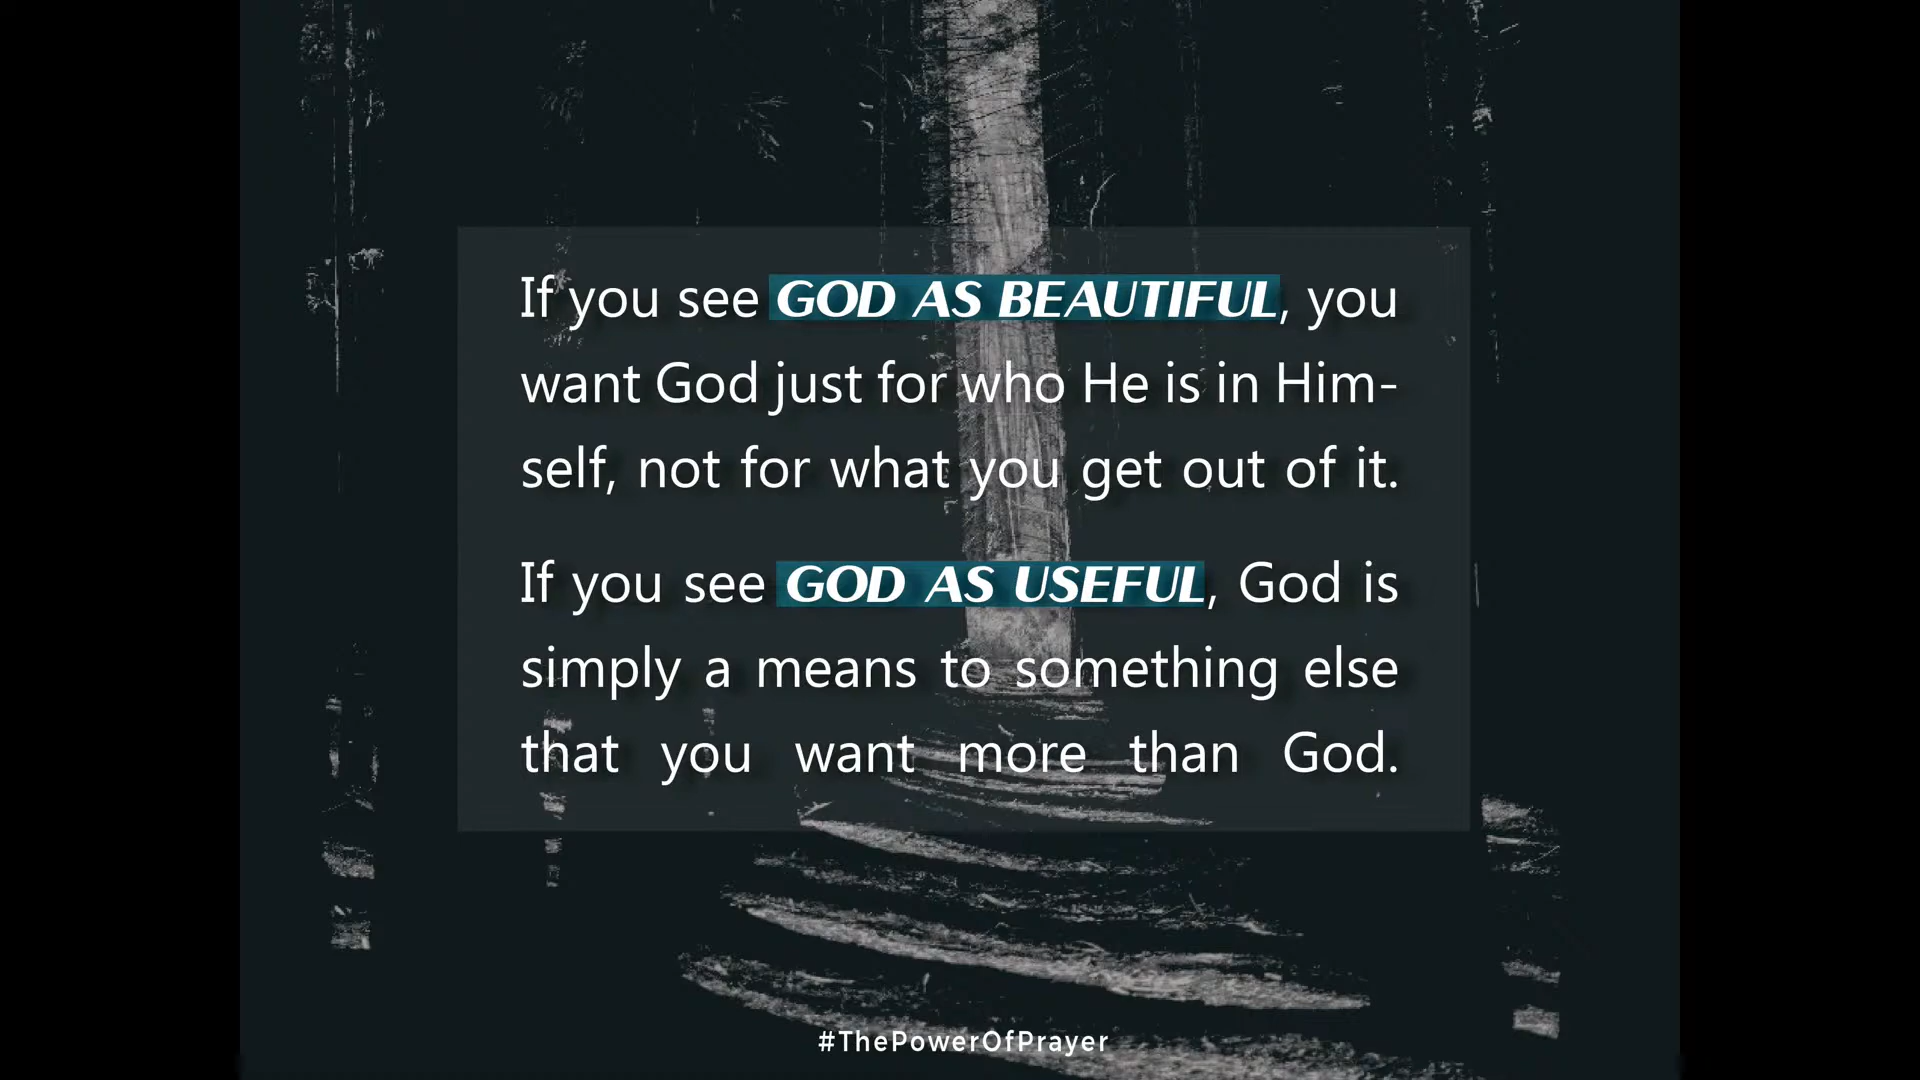 If you see GOD AS BEAUTIFUL, you
want God just for who He is in Him-
self, not for what you get out of it.
If you see GOD AS USEFUL, God is
simply a means to something else
that you want more than God.
#ThePowerOfPrayer